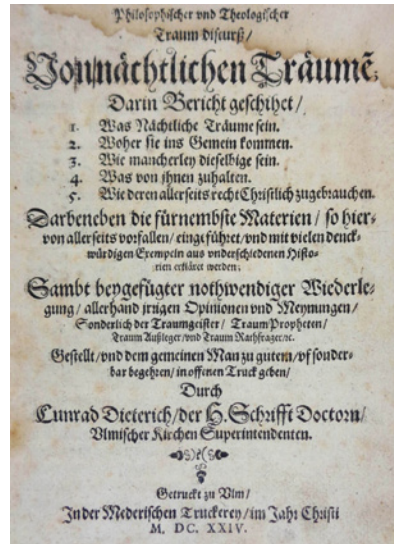 Philosophischer vnd Theologischer
Traum discurß/
Von nächtlichen Träumẽ,
Darin Bericht geschihet/
1. Was Nächtliche Träume sein.
2. Woher sie ins Gemein kommen.
3. Wie mancherley dieselbige sein.
4. Was von jhnen zuhalten.
5. Wie deren allerseits recht Christlich zugebrauchen.
Darbeneben die fürnembste Materien/ so hier-
von allerseits vorfallen/ eingeführet/ vnd mit vielen denck-
würdigen Exempeln aus vnderschiedenen Histo-
rien erkläret werden;
Sambt beygefügter nothwendiger Wiederle-
gung/ allerhand jrrigen Opinionen vnd Meynungen/
Sonderlich der Traumgeister/ TraumPropheten/
Traum Außleger/ vnd Traum Rathfrager/ ꝛc.
Gestellt/ vnd dem gemeinen Man zu gutem/ vf sonder-
bar begehren/ in offenen Truck geben/
Durch
Cunrad Dieterich/ der H. Schrifft Doctorn/
Vlmischer Kirchen Superintendenten.
Getruckt zu Vlm/
In der Mederischen Truckerey/ im Jahr Christi
M. DC. XXIV.